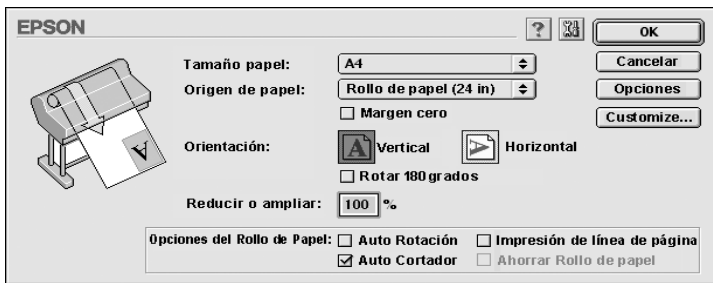 EPSON
? OK
Tamaño papel: A4 Cancelar
Origen de papel: Rollo de papel (24 in) Opciones
Margen cero Customize...
Orientación: A Vertical A Horizontal
Rotar 180 grados
Reducir o ampliar: 100 %
Opciones del Rollo de Papel: Auto Rotación Impresión de línea de página
Auto Cortador Ahorrar Rollo de papel
A